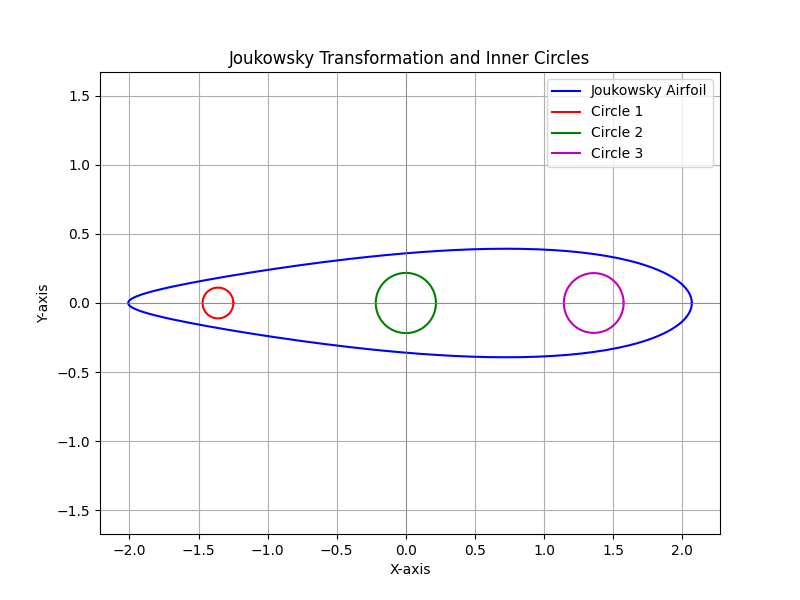 Joukowsky Transformation and Inner Circles
Joukowsky Airfoil
Circle 1
Circle 2
Circle 3
Y-axis
1.5
1.0
0.5
0.0
−0.5
−1.0
−1.5
−2.0 −1.5 −1.0 −0.5 0.0 0.5 1.0 1.5 2.0
X-axis